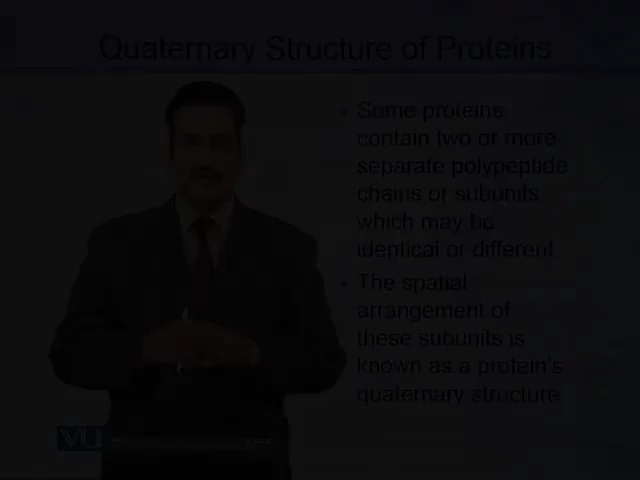 Quaternary Structure of Proteins
• Some proteins
contain two or more
separate polypeptide
chains or subunits
which may be
identical or different
• The spatial
arrangement of
these subunits is
known as a protein's
quaternary structure